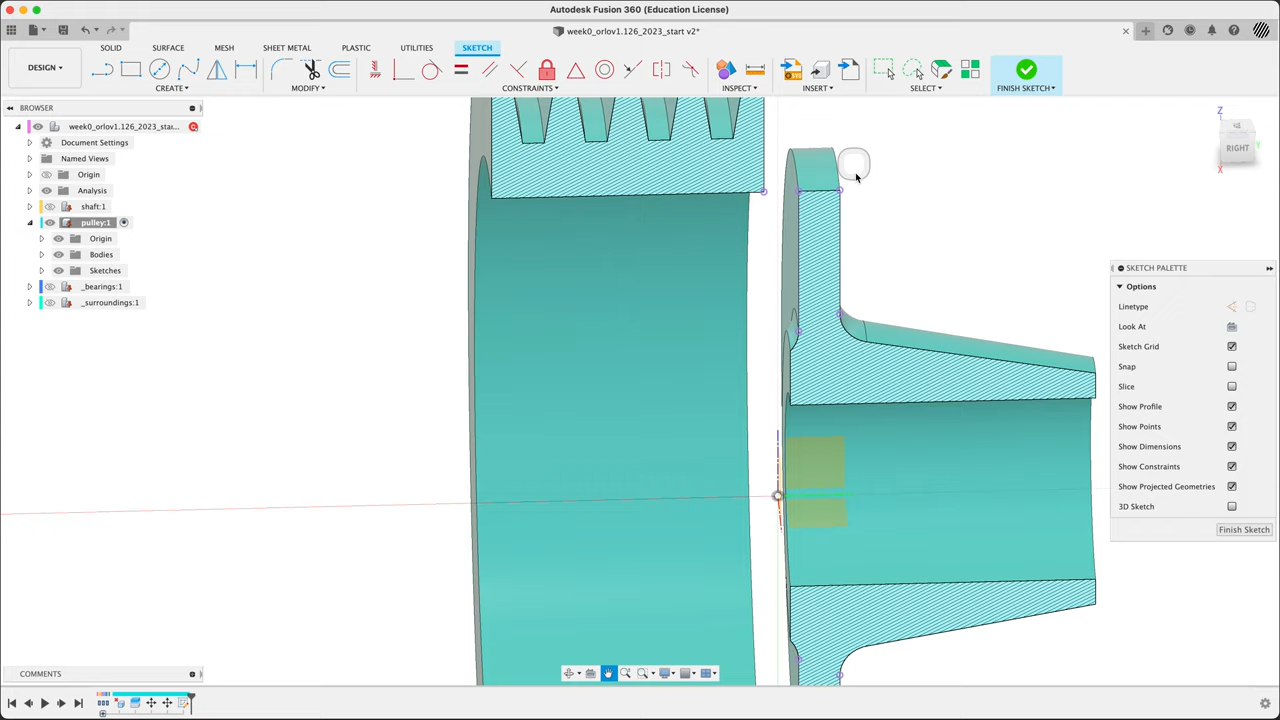 Autodesk Fusion 360 (Education License)
week0_orlov1.126_2023_start v2*
DESIGN
SOLID SURFACE MESH SHEET METAL PLASTIC UTILITIES SKETCH
CREATE MODIFY CONSTRAINTS INSPECT INSERT SELECT FINISH SKETCH
BROWSER
week0_orlov1.126_2023_star...
Document Settings
Named Views
Origin
Analysis
shaft:1
pulley:1
Origin
Bodies
Sketches
_bearings:1
_surroundings:1
Z
RIGHT
X
SKETCH PALETTE
Options
Linetype
Look At
Sketch Grid
Snap
Slice
Show Profile
Show Points
Show Dimensions
Show Constraints
Show Projected Geometries
3D Sketch
Finish Sketch
COMMENTS